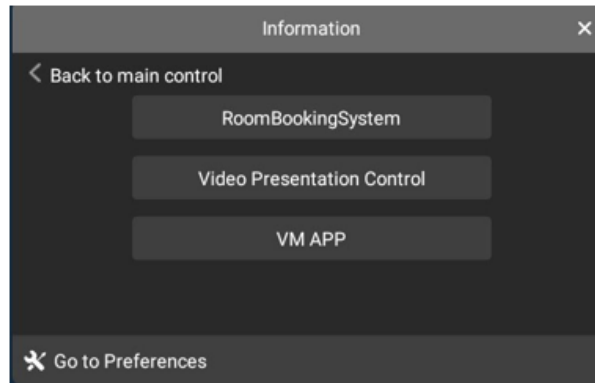 Information
Back to main control
RoomBookingSystem
Video Presentation Control
VM APP
Go to Preferences